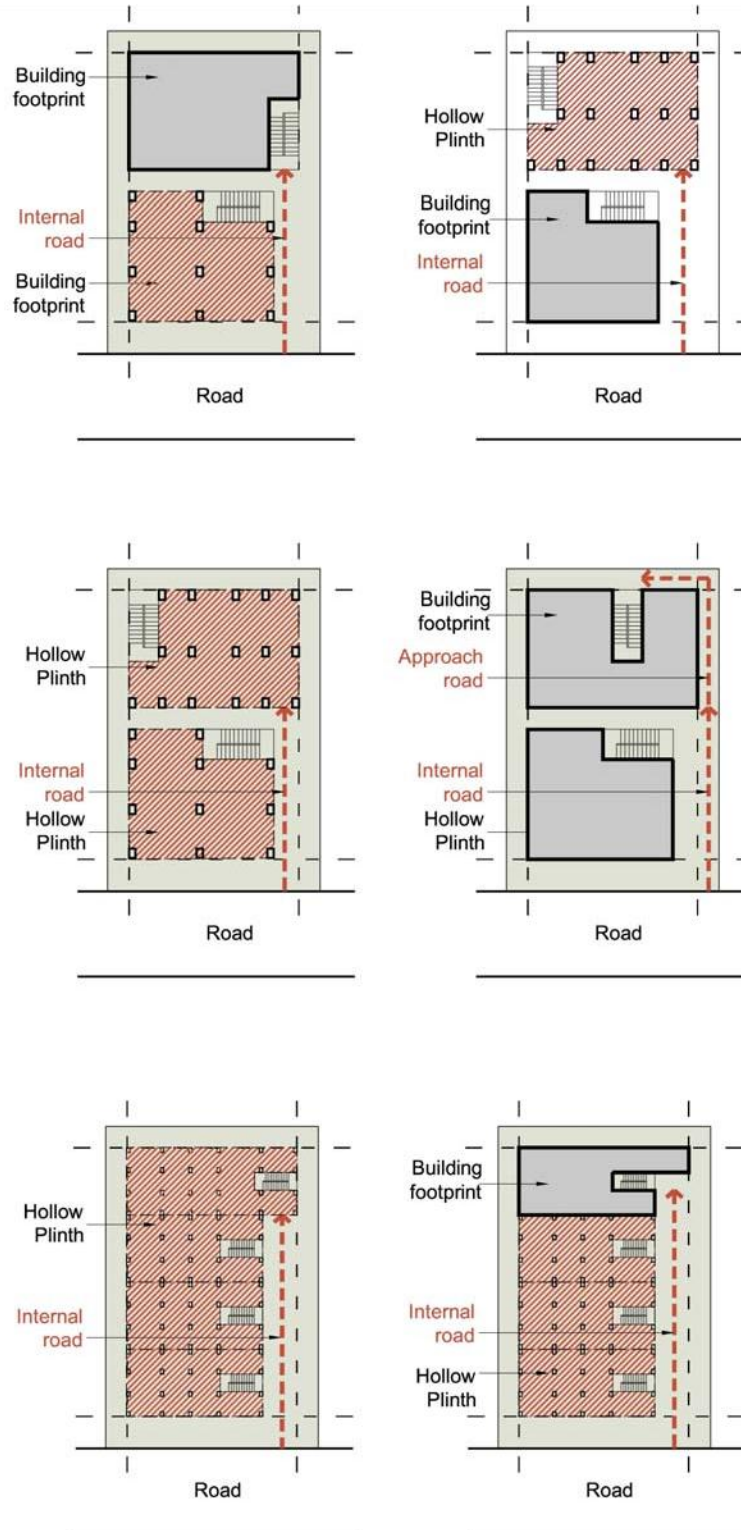 Building
footprint
Internal
road
Building
footprint
Road
Hollow
Plinth
Building
footprint
Internal
road
Road
Hollow
Plinth
Internal
road
Hollow
Plinth
Road
Building
footprint
Approach
road
Internal
road
Hollow
Plinth
Road
Hollow
Plinth
Internal
road
Road
Building
footprint
Internal
road
Hollow
Plinth
Road